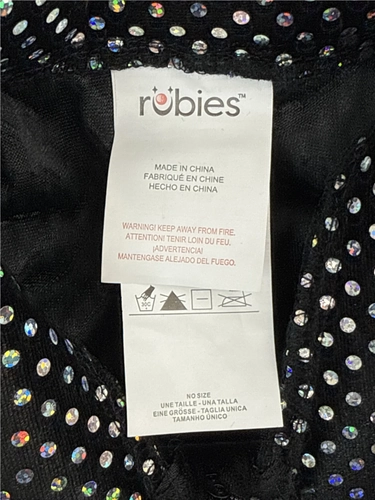 rubies™
MADE IN CHINA
FABRIQUÉ EN CHINE
HECHO EN CHINA
WARNING! KEEP AWAY FROM FIRE.
ATTENTION! TENIR LOIN DU FEU.
¡ADVERTENCIA!
MANTENGASE ALEJADO DEL FUEGO.
30C
NO SIZE
UNE TAILLE - UNA TALLA
EINE GRÖSSE - TAGLIA UNICA
TAMANHO ÚNICO